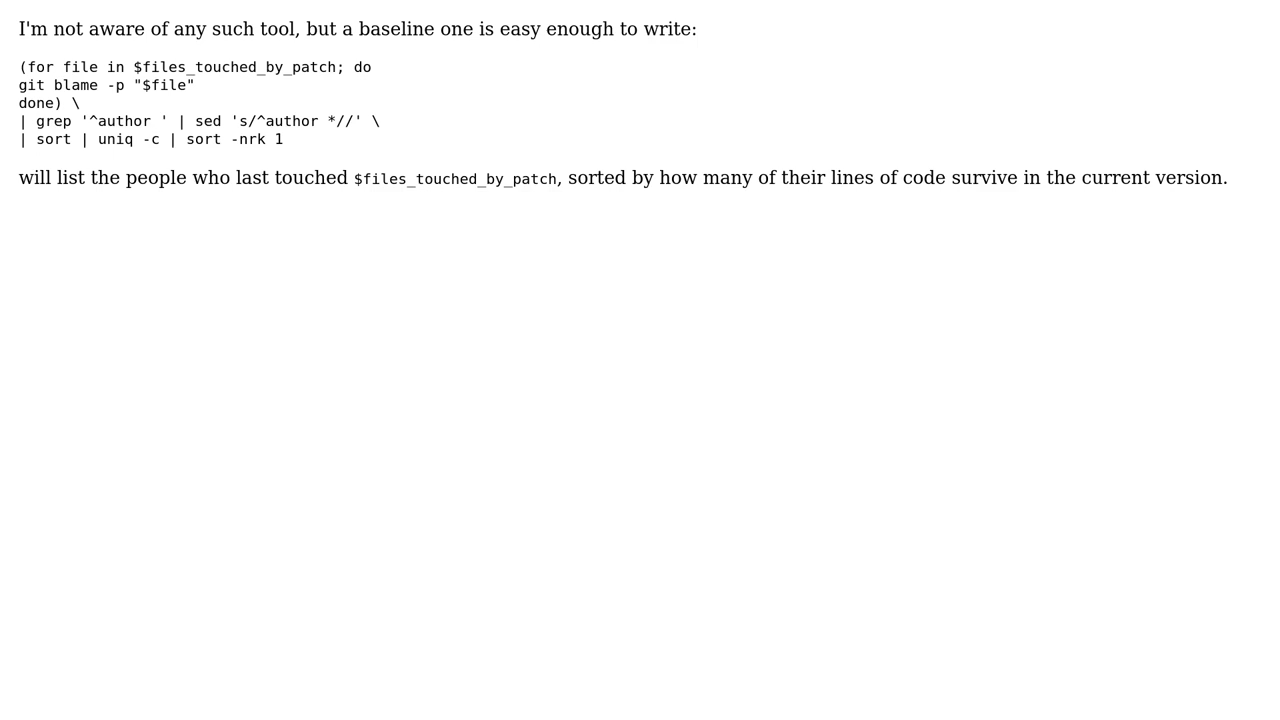 I'm not aware of any such tool, but a baseline one is easy enough to write:
(for file in $files_touched_by_patch; do
git blame -p "$file"
done) \
| grep '^author ' | sed 's/^author *//' \
| sort | uniq -c | sort -nrk 1
will list the people who last touched $files_touched_by_patch, sorted by how many of their lines of code survive in the current version.